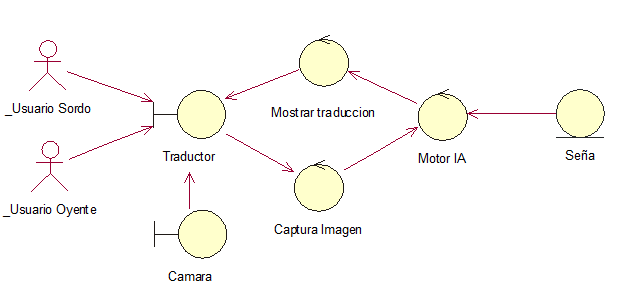 _Usuario Sordo
Mostrar traduccion
Traductor
Motor IA
Seña
_Usuario Oyente
Captura Imagen
Camara